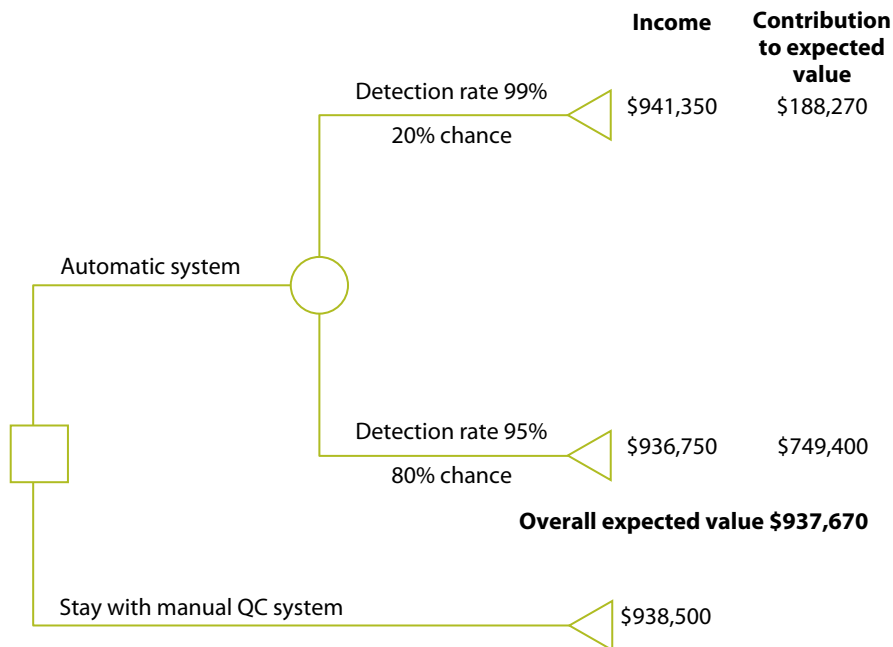 Income
Contribution
to expected
value
Detection rate 99%
20% chance
$941,350
$188,270
Automatic system
Detection rate 95%
80% chance
$936,750
$749,400
Overall expected value $937,670
Stay with manual QC system
$938,500